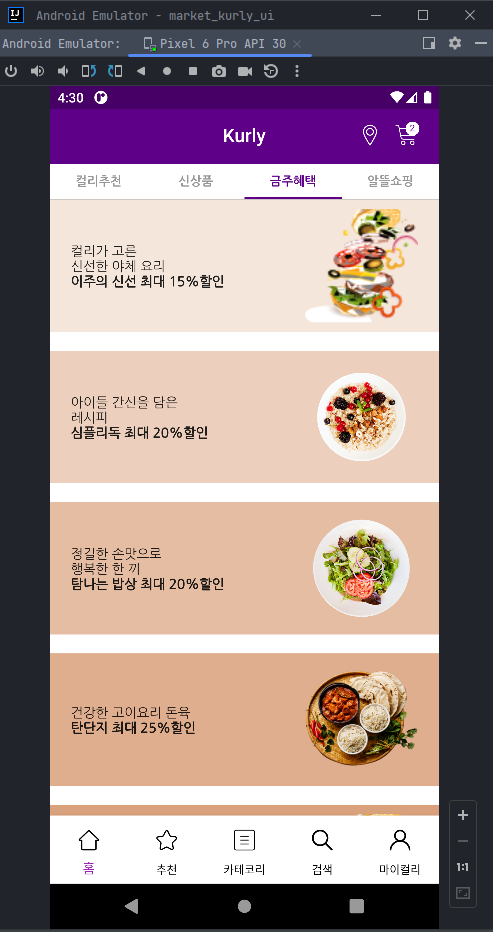 Android Emulator - market_kurly_ui
Android Emulator: Pixel 6 Pro API 30
4:30
Kurly
2
컬리추천 신상품 금주혜택 알뜰쇼핑
컬리가 고른
신선한 야체 요리
이주의 신선 최대 15%할인
아이들 간신을 담은
레시피
심플리독 최대 20%할인
정길한 손맛으로
행복한 한 끼
탐나는 밥상 최대 20%할인
건강한 고이요리 돈육
탄단지 최대 25%할인
홈 추천 카테코리 검색 마이컬리
1:1